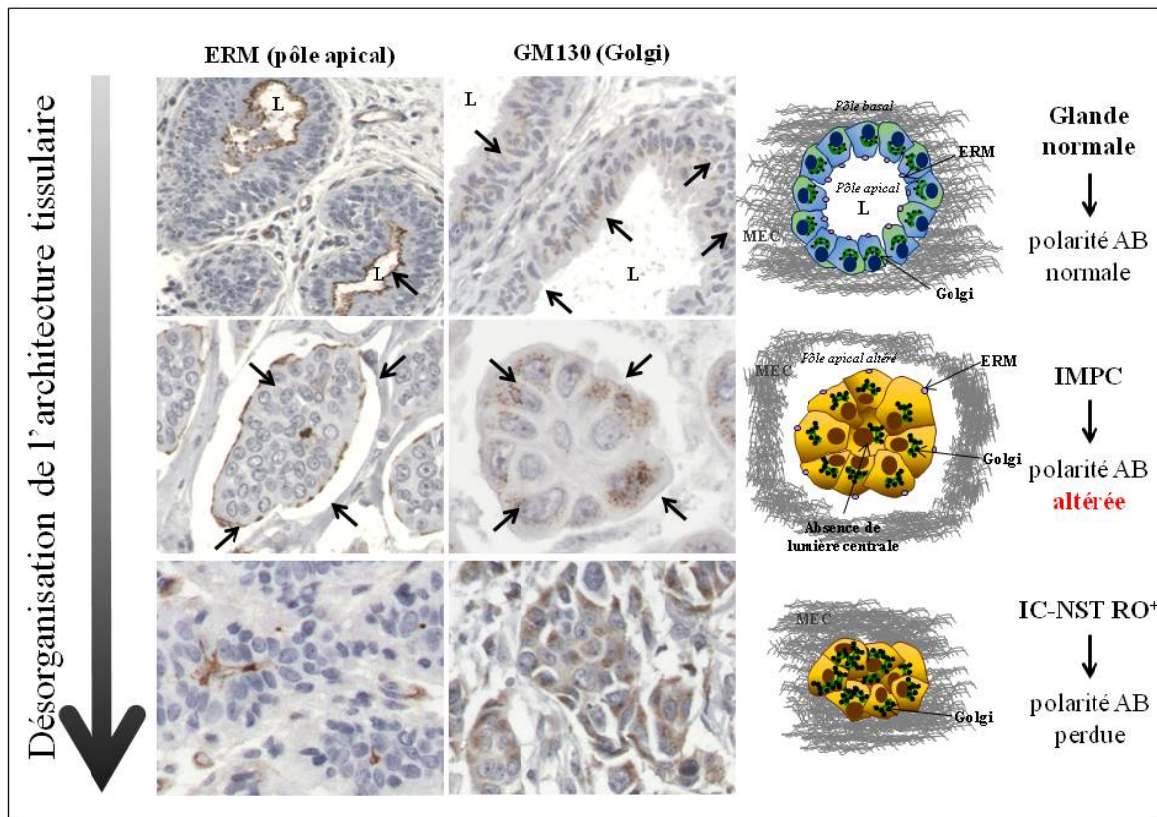 Désorganisation de l'architecture tissulaire
ERM (pôle apical)
GM130 (Golgi)
L
L
L
L
Pôle basal
ERM
Pôle apical
L
MEC
Golgi
Glande
normale
polarité AB
normale
Pôle apical altéré
MEC
ERM
Golgi
Absence de
lumière centrale
IMPC
polarité AB
altérée
MEC
Golgi
IC-NST RO⁺
polarité AB
perdue